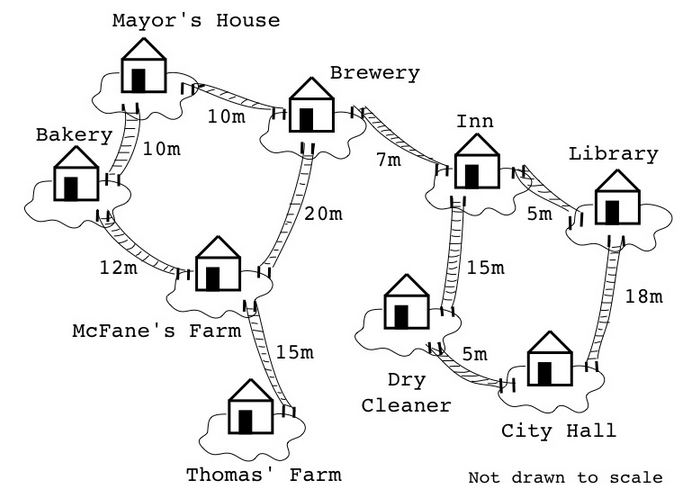 Mayor's House
Brewery
10m
Inn
Bakery
10m
7m
Library
20m
5m
12m
15m
18m
McFane's Farm
15m
5m
Dry
Cleaner
City Hall
Thomas' Farm
Not drawn to scale